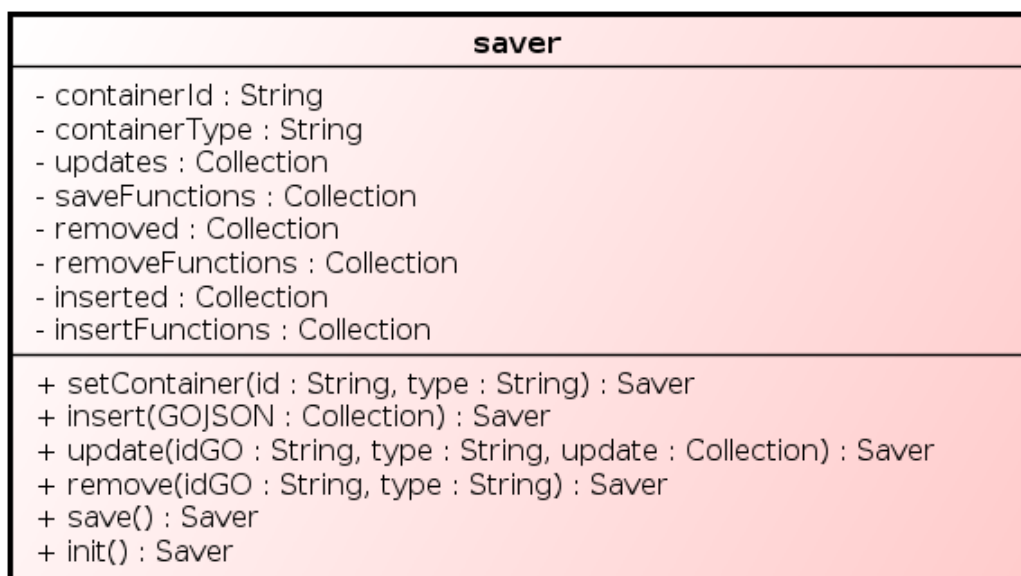 saver
- containerId : String
- containerType : String
- updates : Collection
- saveFunctions : Collection
- removed : Collection
- removeFunctions : Collection
- inserted : Collection
- insertFunctions : Collection
+ setContainer(id : String, type : String) : Saver
+ insert(GOJSON : Collection) : Saver
+ update(idGO : String, type : String, update : Collection) : Saver
+ remove(idGO : String, type : String) : Saver
+ save() : Saver
+ init() : Saver